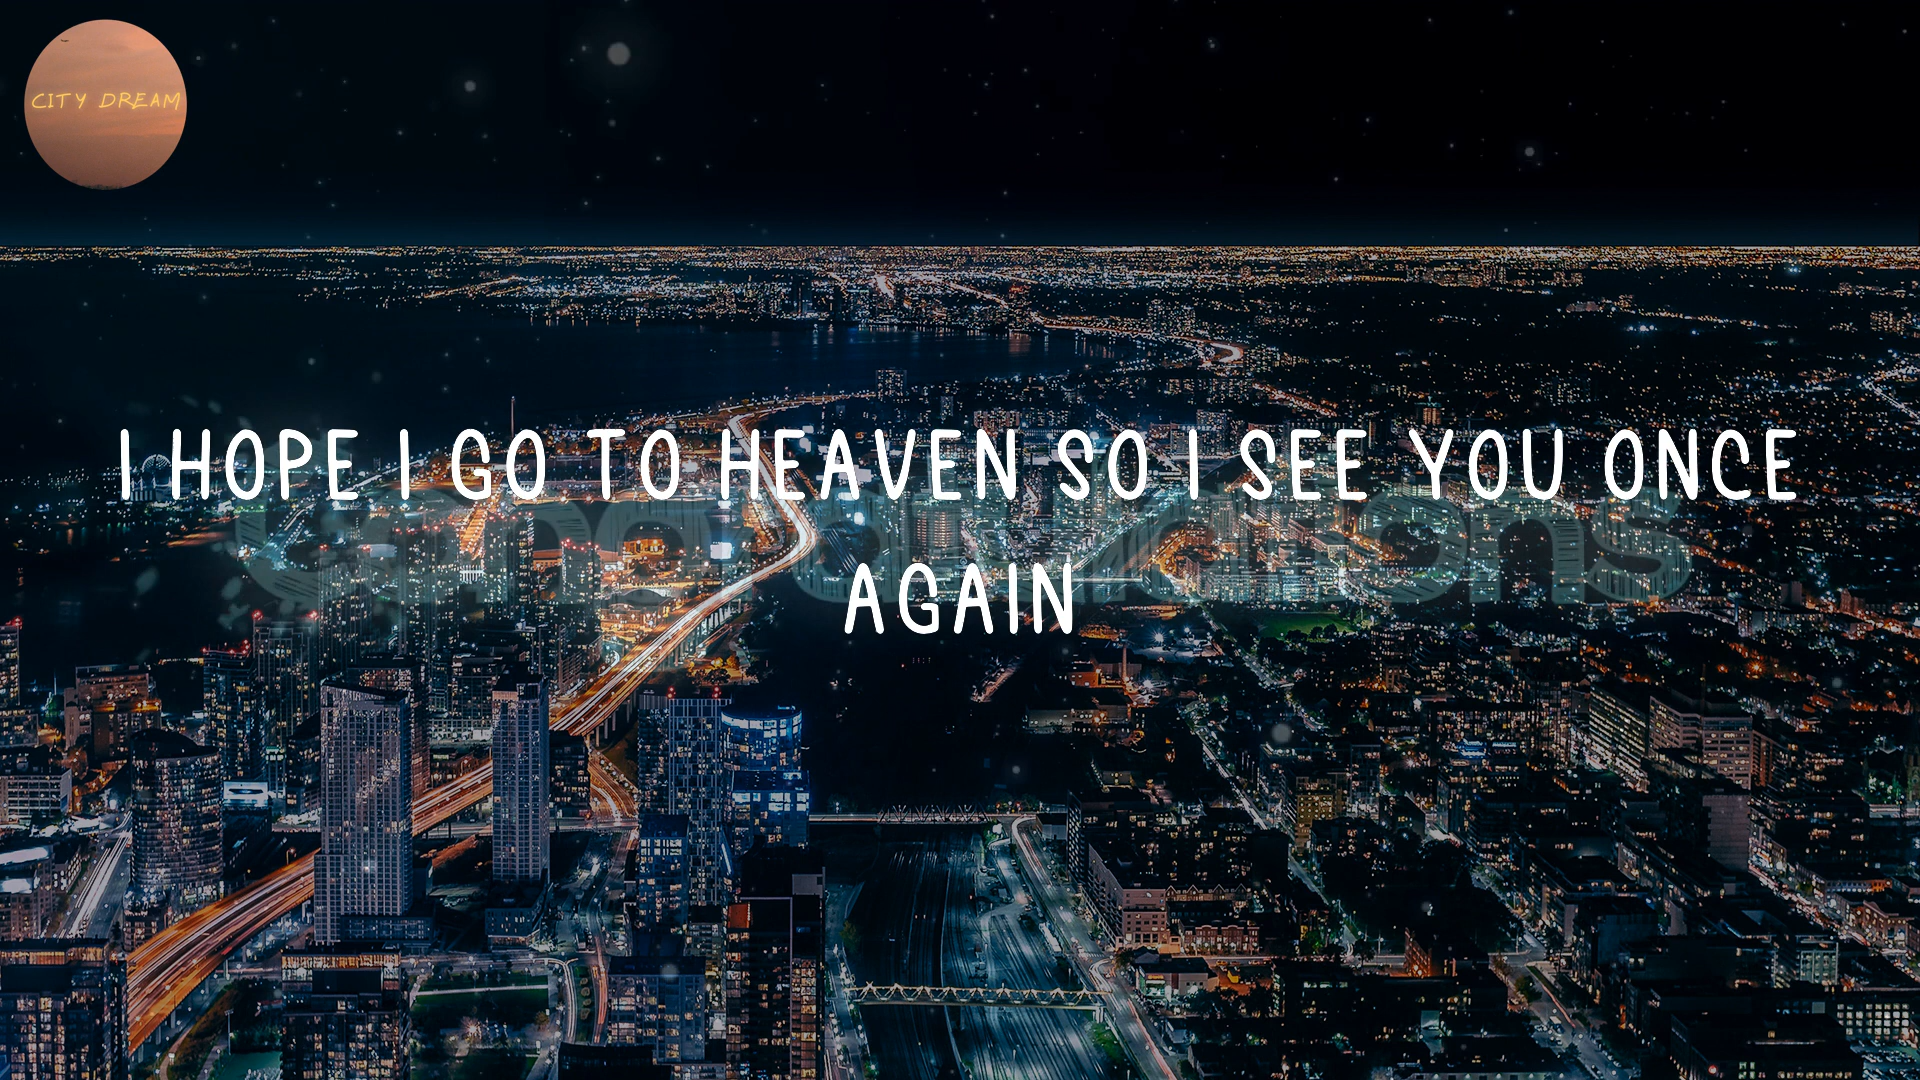 CITY DREAM
I HOPE I GO TO HEAVEN SO I SEE YOU ONCE
AGAIN